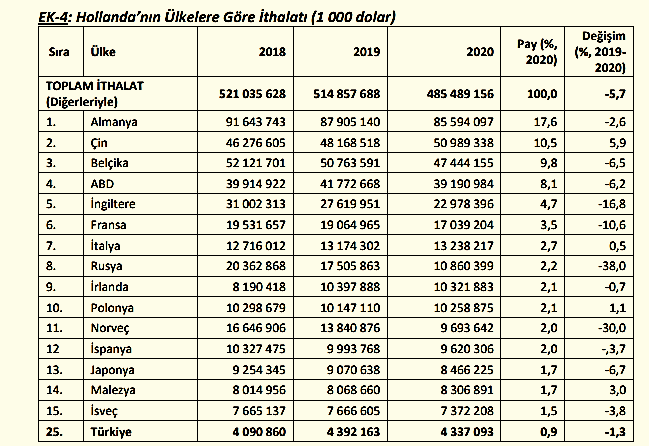 EK-4: Hollanda’nın Ülkelere Göre İthalatı (1 000 dolar)
Sıra Ülke 2018 2019 2020 Pay (%, 2020) Değişim (%, 2019-2020)
TOPLAM İTHALAT (Diğerleriyle) 521 035 628 514 857 688 485 489 156 100,0 -5,7
1. Almanya 91 643 743 87 905 140 85 594 097 17,6 -2,6
2. Çin 46 276 605 48 168 518 50 989 338 10,5 5,9
3. Belçika 52 121 701 50 763 591 47 444 155 9,8 -6,5
4. ABD 39 914 922 41 772 668 39 190 984 8,1 -6,2
5. İngiltere 31 002 313 27 619 951 22 978 396 4,7 -16,8
6. Fransa 19 531 657 19 064 965 17 039 204 3,5 -10,6
7. İtalya 12 716 012 13 174 302 13 238 217 2,7 0,5
8. Rusya 20 362 868 17 505 863 10 860 399 2,2 -38,0
9. İrlanda 8 190 418 10 397 888 10 321 883 2,1 -0,7
10. Polonya 10 298 679 10 147 110 10 258 875 2,1 1,1
11. Norveç 16 646 906 13 840 876 9 693 642 2,0 -30,0
12 İspanya 10 327 475 9 993 768 9 620 306 2,0 -,3,7
13. Japonya 9 254 345 9 070 638 8 466 225 1,7 -6,7
14. Malezya 8 014 956 8 068 660 8 306 891 1,7 3,0
15. İsveç 7 665 137 7 666 605 7 372 208 1,5 -3,8
25. Türkiye 4 090 860 4 392 163 4 337 093 0,9 -1,3